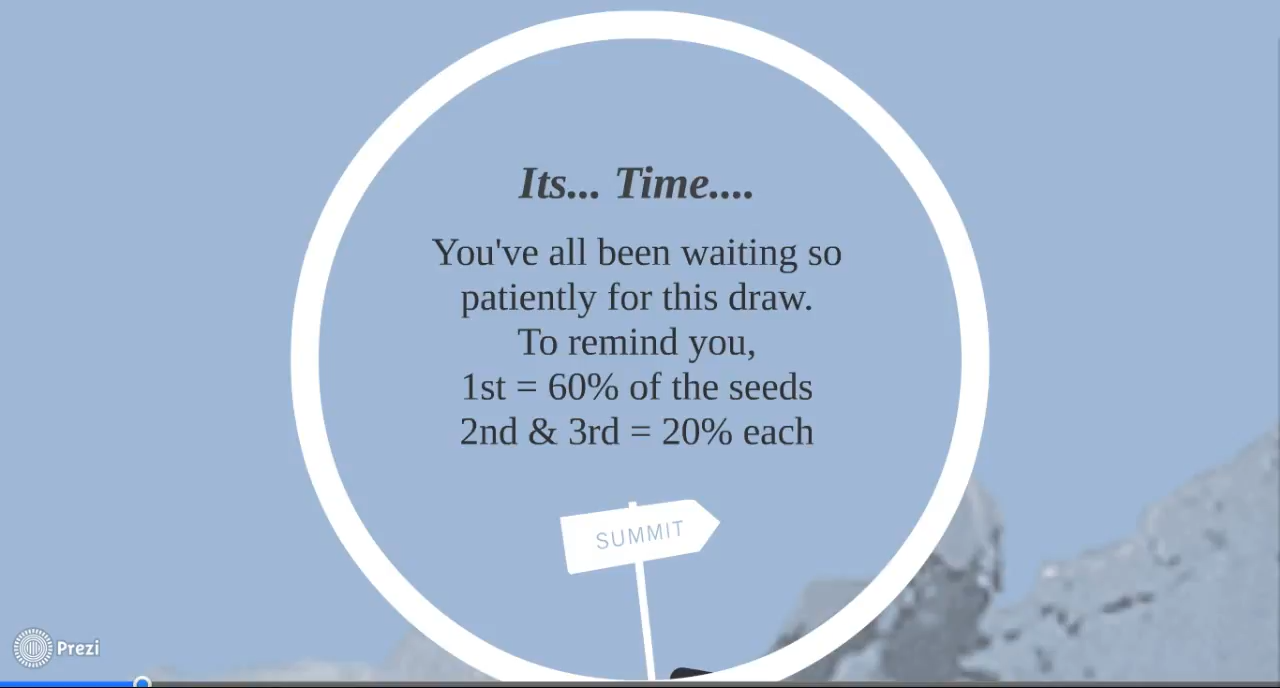 Its... Time....
You've all been waiting so
patiently for this draw.
To remind you,
1st = 60% of the seeds
2nd & 3rd = 20% each
SUMMIT
Prezi